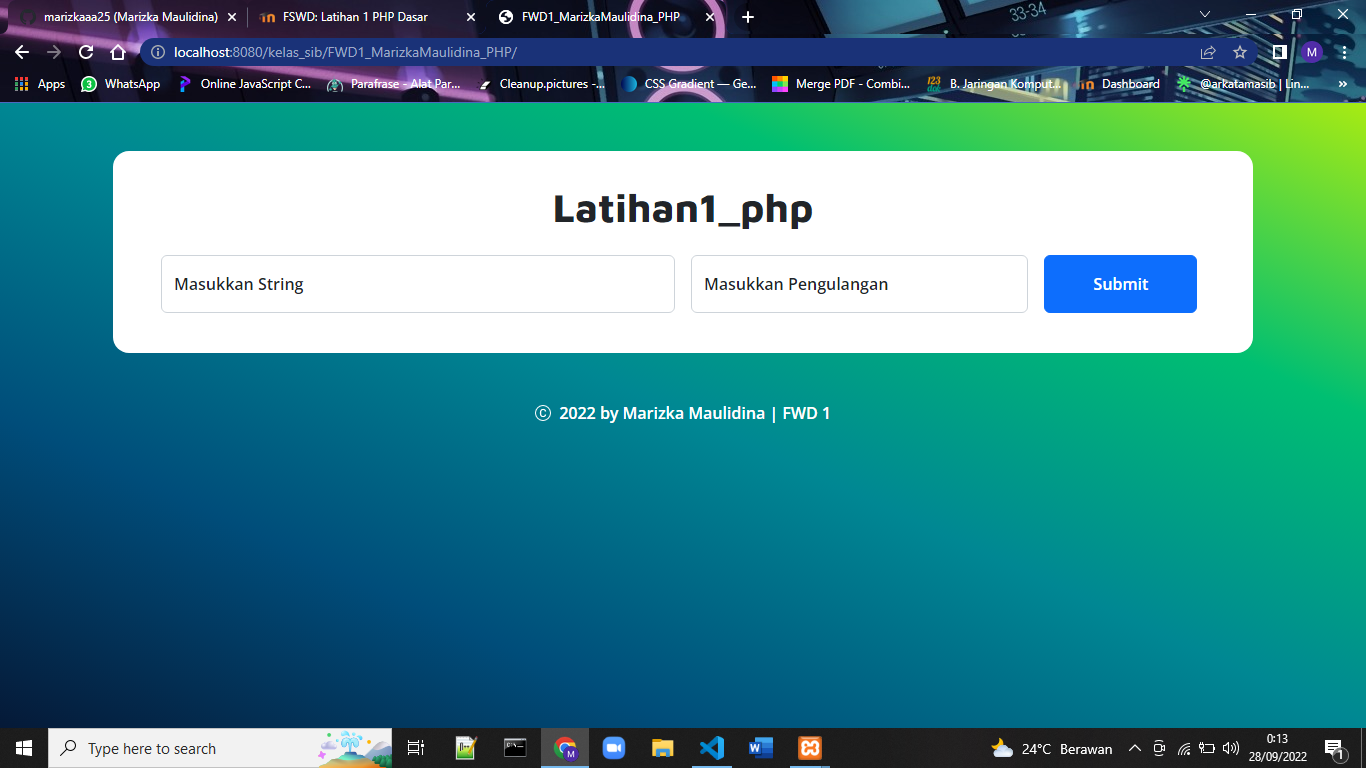 marizkaaa25 (Marizka Maulidina)
FSWD: Latihan 1 PHP Dasar
FWD1_MarizkaMaulidina_PHP
33-34
localhost:8080/kelas_sib/FWD1_MarizkaMaulidina_PHP/
M
Apps
3
WhatsApp
Online JavaScript C...
Parafrase - Alat Par...
Cleanup.pictures -...
CSS Gradient — Ge...
Merge PDF - Combi...
B. Jaringan Komput...
Dashboard
@arkatamasib | Lin...
»
Latihan1_php
Masukkan String
Masukkan Pengulangan
Submit
© 2022 by Marizka Maulidina | FWD 1
Type here to search
M
24°C Berawan
0:13
28/09/2022
1